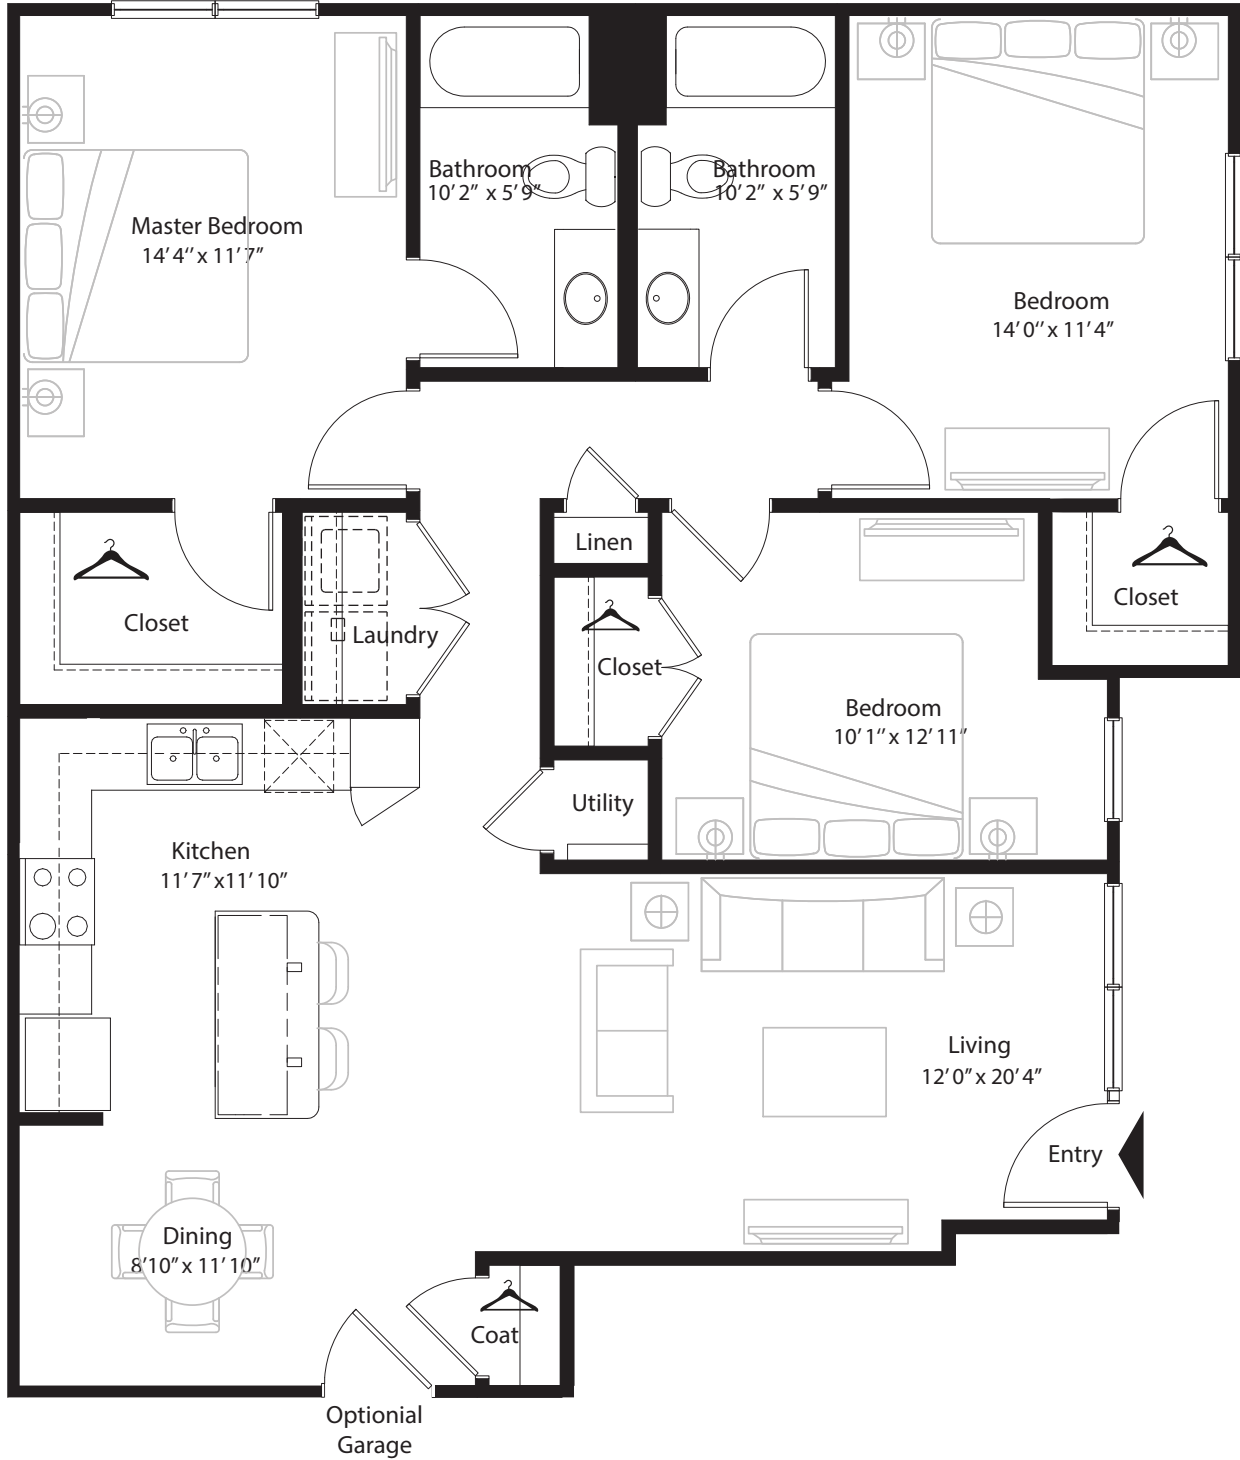 Bathroom
10'2" x 5'9"
Bathroom
10'2" x 5'9"
Master Bedroom
14'4" x 11'7"
Bedroom
14'0" x 11'4"
Linen
Closet
Laundry
Closet
Closet
Bedroom
10'1" x 12'11"
Utility
Kitchen
11'7" x11'10"
Living
12'0" x 20'4"
Entry
Dining
8'10" x 11'10"
Coat
Optionial
Garage